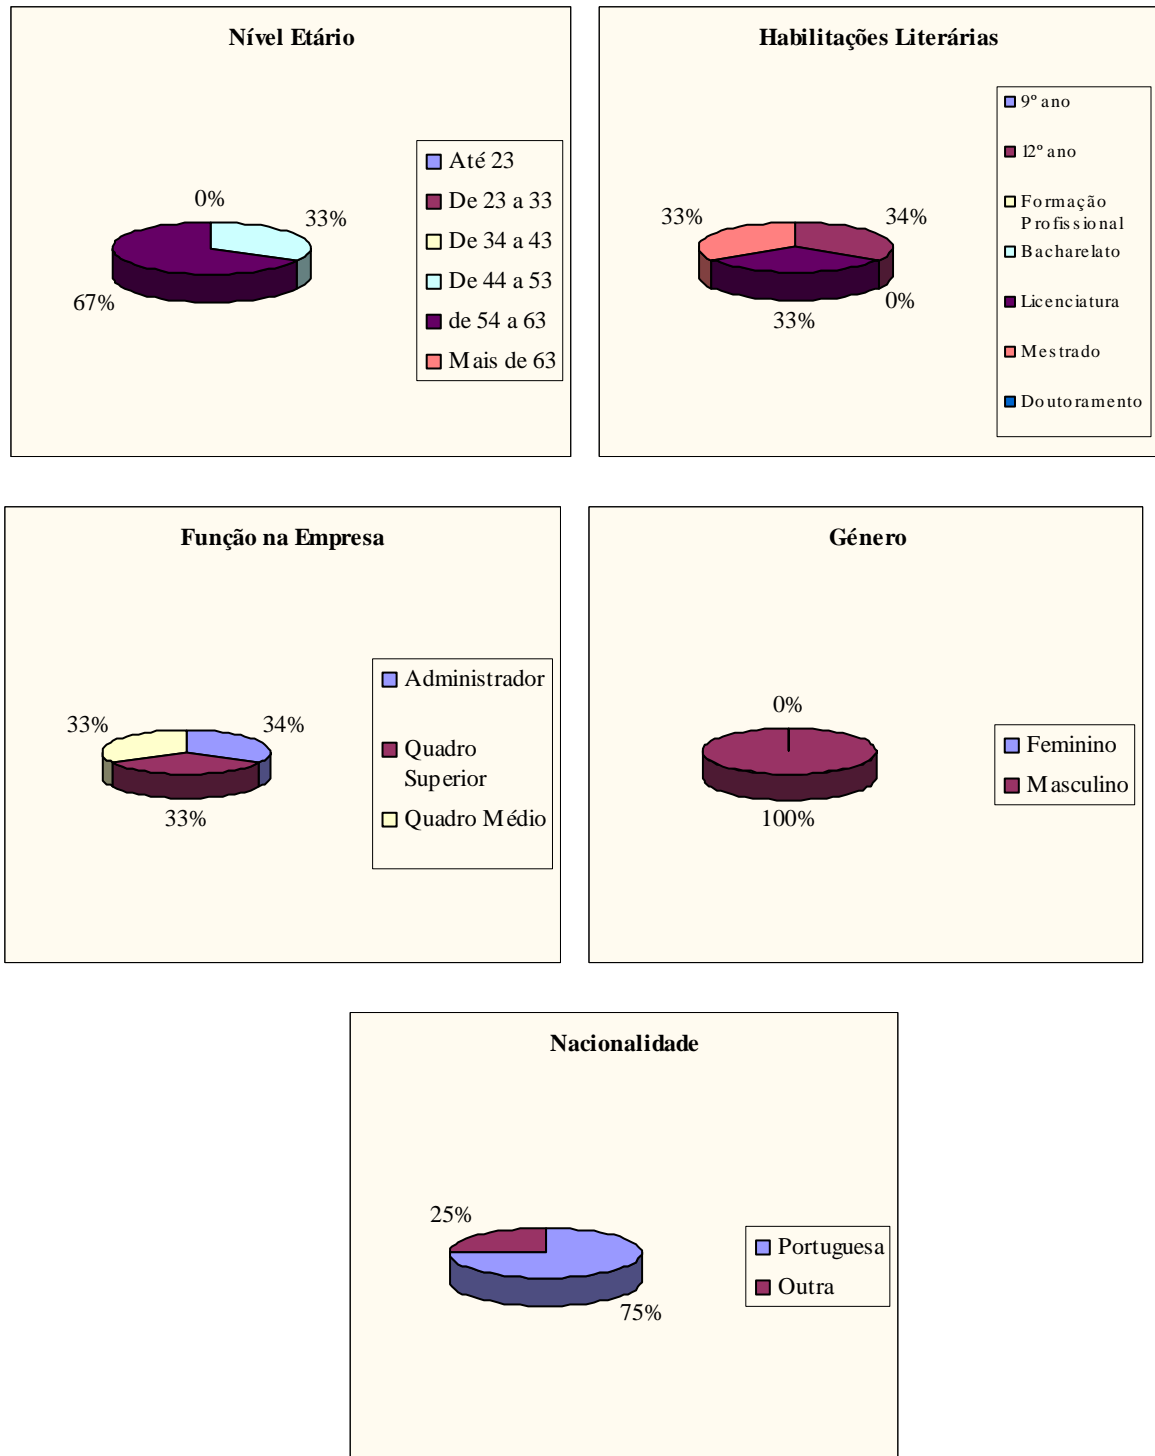 Nível Etário
0%
33%
67%
Até 23
De 23 a 33
De 34 a 43
De 44 a 53
de 54 a 63
Mais de 63
Habilitações Literárias
33%
34%
0%
33%
9º ano
12º ano
Formação
Profissional
Bacharelato
Licenciatura
Mestrado
Doutoramento
Função na Empresa
33%
34%
33%
Administrador
Quadro
Superior
Quadro Médio
Género
0%
100%
Feminino
Masculino
Nacionalidade
25%
75%
Portuguesa
Outra